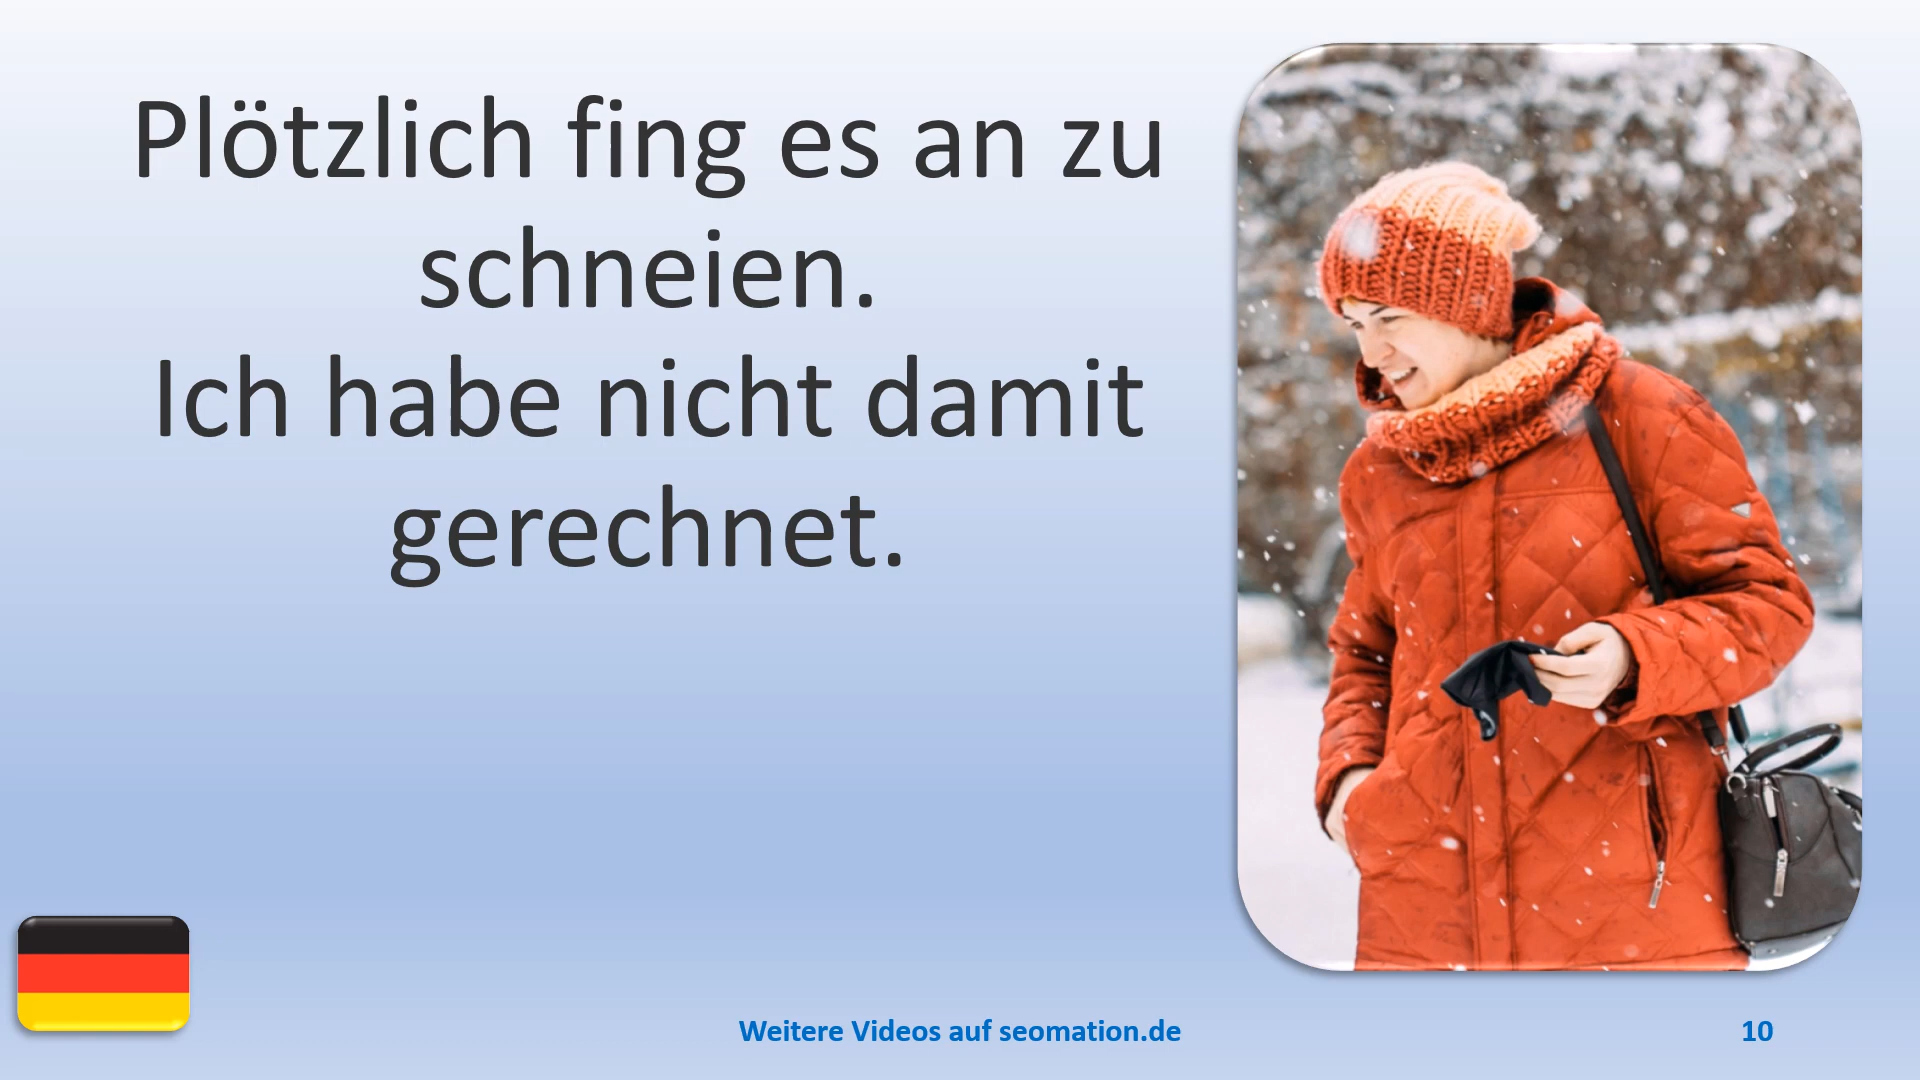 Plötzlich fing es an zu
schneien.
Ich habe nicht damit
gerechnet.
Weitere Videos auf seomation.de
10